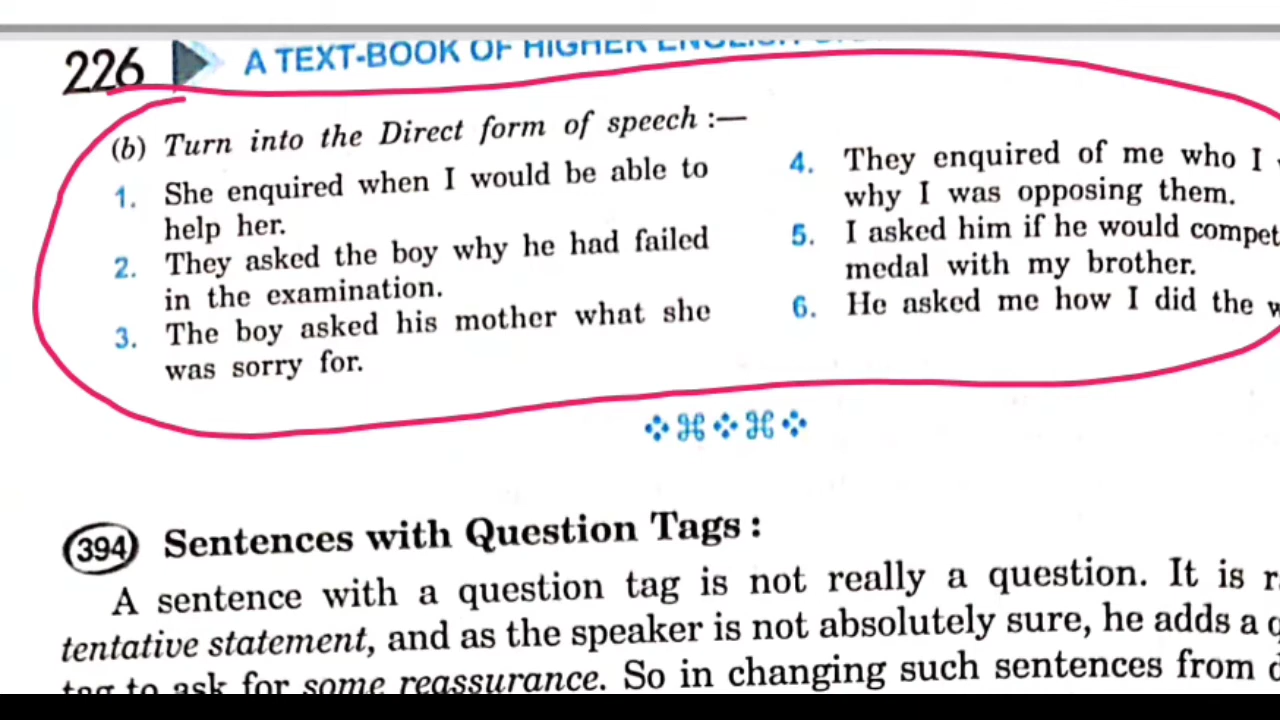 226 A TEXT-BOOK OF HIGHER ENGLISH
(b) Turn into the Direct form of speech :—
1. She enquired when I would be able to
help her.
2. They asked the boy why he had failed
in the examination.
3. The boy asked his mother what she
was sorry for.
4. They enquired of me who I
why I was opposing them.
5. I asked him if he would
medal with my brother.
6. He asked me how I did the
394 Sentences with Question Tags :
A sentence with a question tag is not really a question. It is
tentative statement, and as the speaker is not absolutely sure, he adds a
tag to ask for some reassurance. So in changing such sentences from